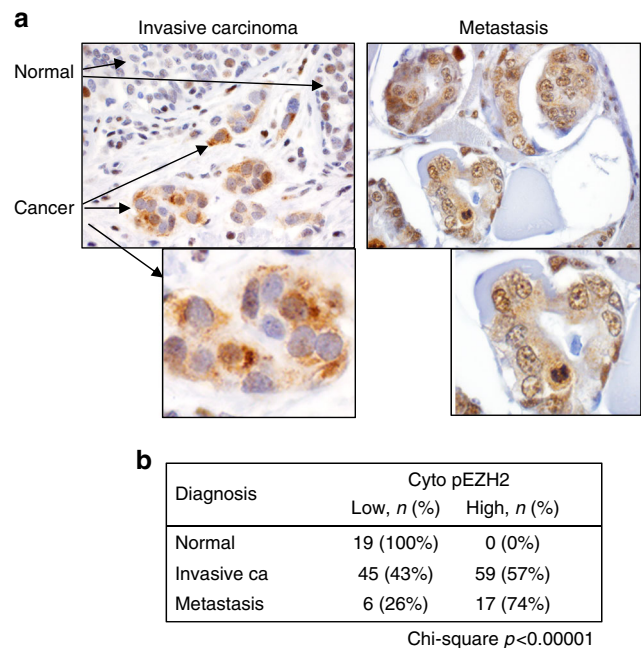 a
Invasive carcinoma
Metastasis
Normal
Cancer
b
Diagnosis
Cyto pEZH2
Low, n (%)
High, n (%)
Normal
19 (100%)
0 (0%)
Invasive ca
45 (43%)
59 (57%)
Metastasis
6 (26%)
17 (74%)
Chi-square p<0.00001